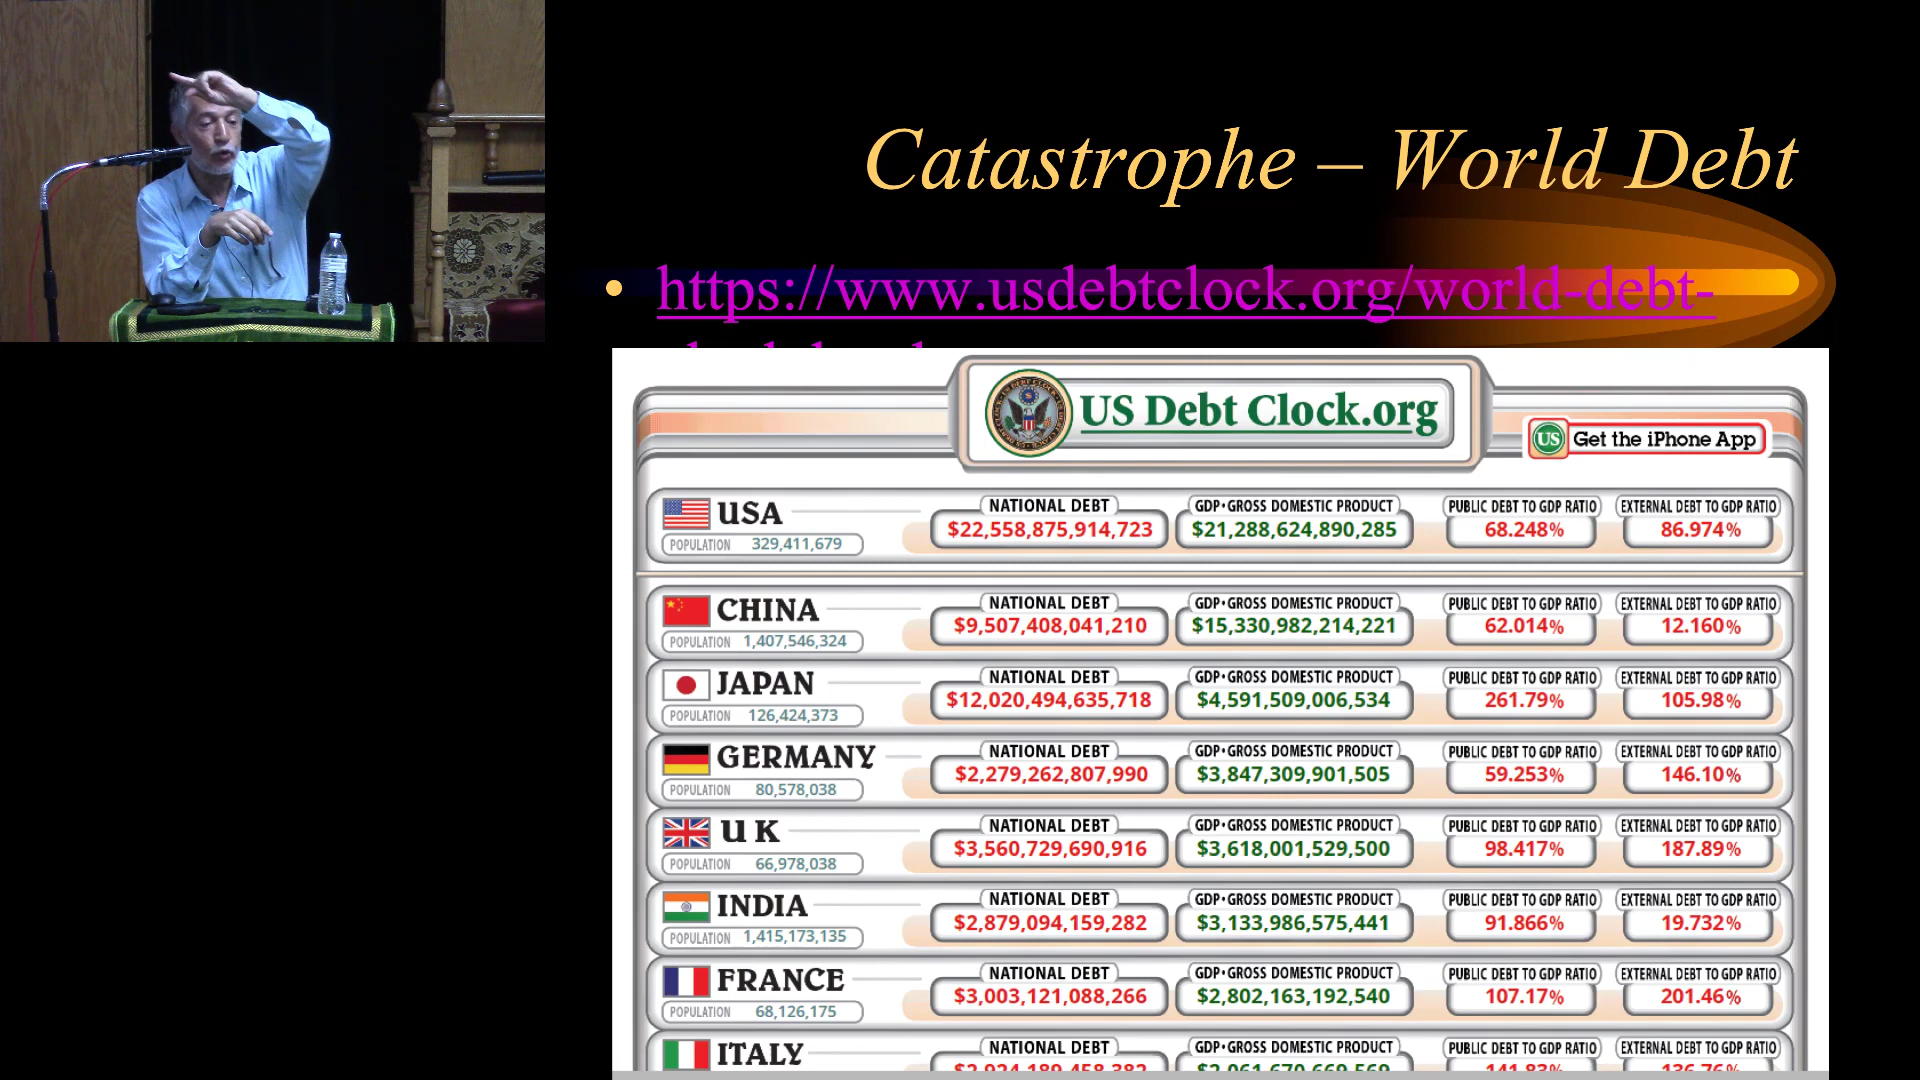 Catastrophe – World Debt
• https://www.usdebtclock.org/world-debt-
US Debt Clock.org
US Get the iPhone App
USA
POPULATION 329,411,679
NATIONAL DEBT
$22,558,875,914,723
GDP•GROSS DOMESTIC PRODUCT
$21,288,624,890,285
PUBLIC DEBT TO GDP RATIO
68.248%
EXTERNAL DEBT TO GDP RATIO
86.974%
CHINA
POPULATION 1,407,546,324
NATIONAL DEBT
$9,507,408,041,210
GDP•GROSS DOMESTIC PRODUCT
$15,330,982,214,221
PUBLIC DEBT TO GDP RATIO
62.014%
EXTERNAL DEBT TO GDP RATIO
12.160%
JAPAN
POPULATION 126,424,373
NATIONAL DEBT
$12,020,494,635,718
GDP•GROSS DOMESTIC PRODUCT
$4,591,509,006,534
PUBLIC DEBT TO GDP RATIO
261.79%
EXTERNAL DEBT TO GDP RATIO
105.98%
GERMANY
POPULATION 80,578,038
NATIONAL DEBT
$2,279,262,807,990
GDP•GROSS DOMESTIC PRODUCT
$3,847,309,901,505
PUBLIC DEBT TO GDP RATIO
59.253%
EXTERNAL DEBT TO GDP RATIO
146.10%
U K
POPULATION 66,978,038
NATIONAL DEBT
$3,560,729,690,916
GDP•GROSS DOMESTIC PRODUCT
$3,618,001,529,500
PUBLIC DEBT TO GDP RATIO
98.417%
EXTERNAL DEBT TO GDP RATIO
187.89%
INDIA
POPULATION 1,415,173,135
NATIONAL DEBT
$2,879,094,159,282
GDP•GROSS DOMESTIC PRODUCT
$3,133,986,575,441
PUBLIC DEBT TO GDP RATIO
91.866%
EXTERNAL DEBT TO GDP RATIO
19.732%
FRANCE
POPULATION 68,126,175
NATIONAL DEBT
$3,003,121,088,266
GDP•GROSS DOMESTIC PRODUCT
$2,802,163,192,540
PUBLIC DEBT TO GDP RATIO
107.17%
EXTERNAL DEBT TO GDP RATIO
201.46%
ITALY
NATIONAL DEBT
GDP•GROSS DOMESTIC PRODUCT
PUBLIC DEBT TO GDP RATIO
EXTERNAL DEBT TO GDP RATIO